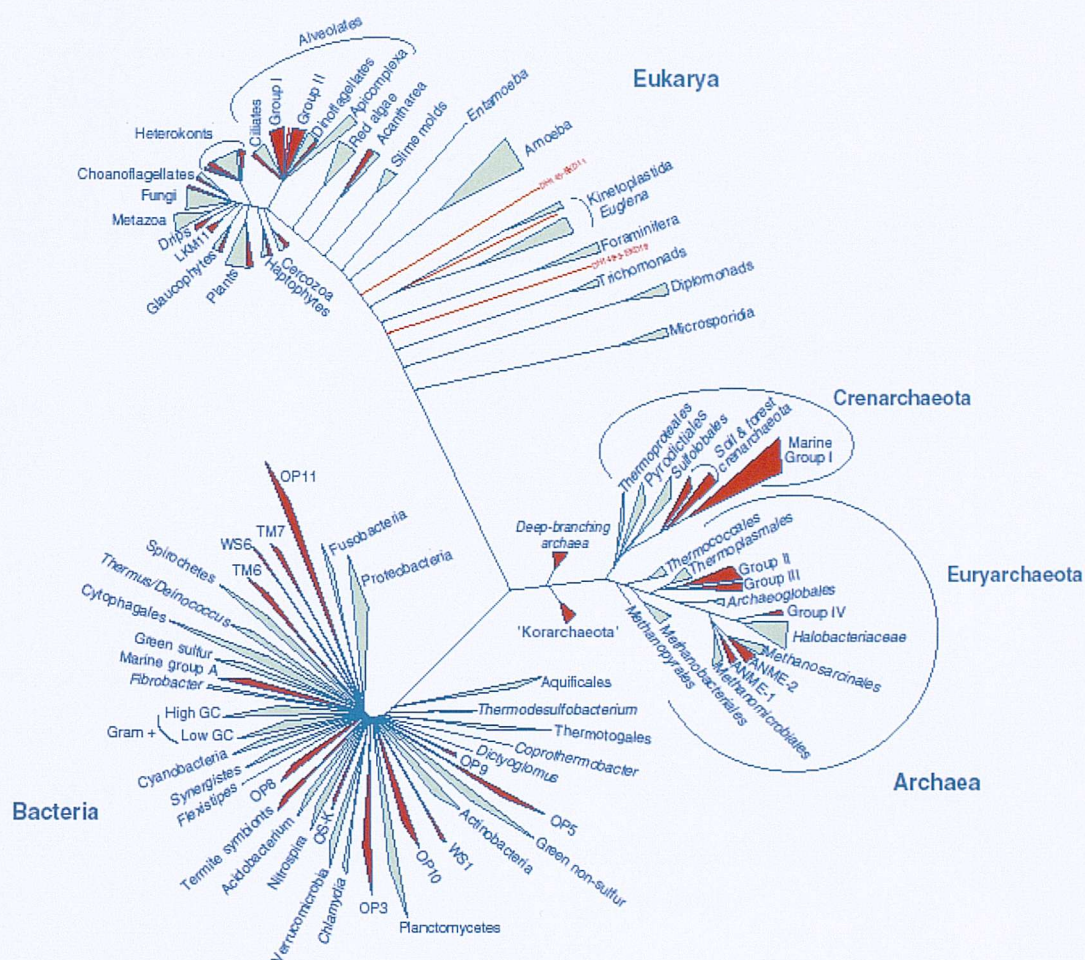 Eukarya
Alveolates
Heterokonts
Ciliates
Group I
Group II
Dinoflagellates
Apicomplexa
Red algae
Acantharea
Slime molds
Entamoeba
Amoeba
Choanoflagellates
Fungi
Metazoa
Drips
LKM11
Glaucophytes
Plants
Haptophytes
Cercozoa
Kinetoplastida
Euglena
Foraminifera
Trichomonads
Diplomonads
Microsporidia
Crenarchaeota
Thermoproteales
Pyrodictiales
Sulfolobales
Soil & forest
crenarchaeota
Marine
Group I
Deep-branching
archaea
'Korarchaeota'
Euryarchaeota
Thermococcales
Thermoplasmales
Group II
Group III
Archaeoglobales
Group IV
Halobacteriaceae
Methanosarcinales
ANME-2
ANME-1
Methanomicrobiales
Methanobacteriales
Methanopyrales
Archaea
Bacteria
OP11
TM7
WS6
TM6
Fusobacteria
Proteobacteria
Spirochetes
Thermus/Deinococcus
Cytophagales
Green sulfur
Marine group A
Fibrobacter
High GC
Gram +
Low GC
Cyanobacteria
Synergistes
Flexistipes
OP8
Termite symbionts
Acidobacterium
Nitrospira
OS-K
Verrucomicrobia
Chlamydia
OP3
Planctomycetes
OP10
WS1
Actinobacteria
Green non-sulfur
OP5
OP9
Dictyoglomus
Coprothermobacter
Thermotogales
Thermodesulfobacterium
Aquificales